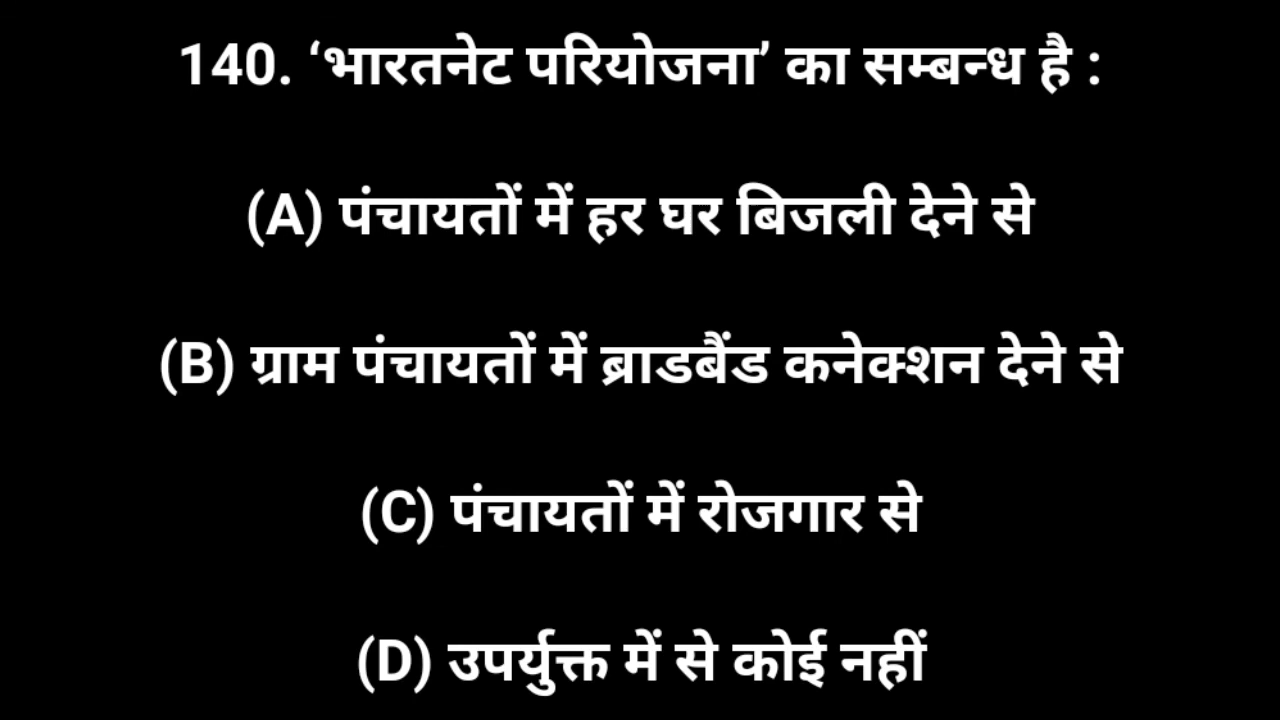 140. ‘भारतनेट परियोजना’ का सम्बन्ध है :
(A) पंचायतों में हर घर बिजली देने से
(B) ग्राम पंचायतों में ब्राडबैंड कनेक्शन देने से
(C) पंचायतों में रोजगार से
(D) उपर्युक्त में से कोई नहीं